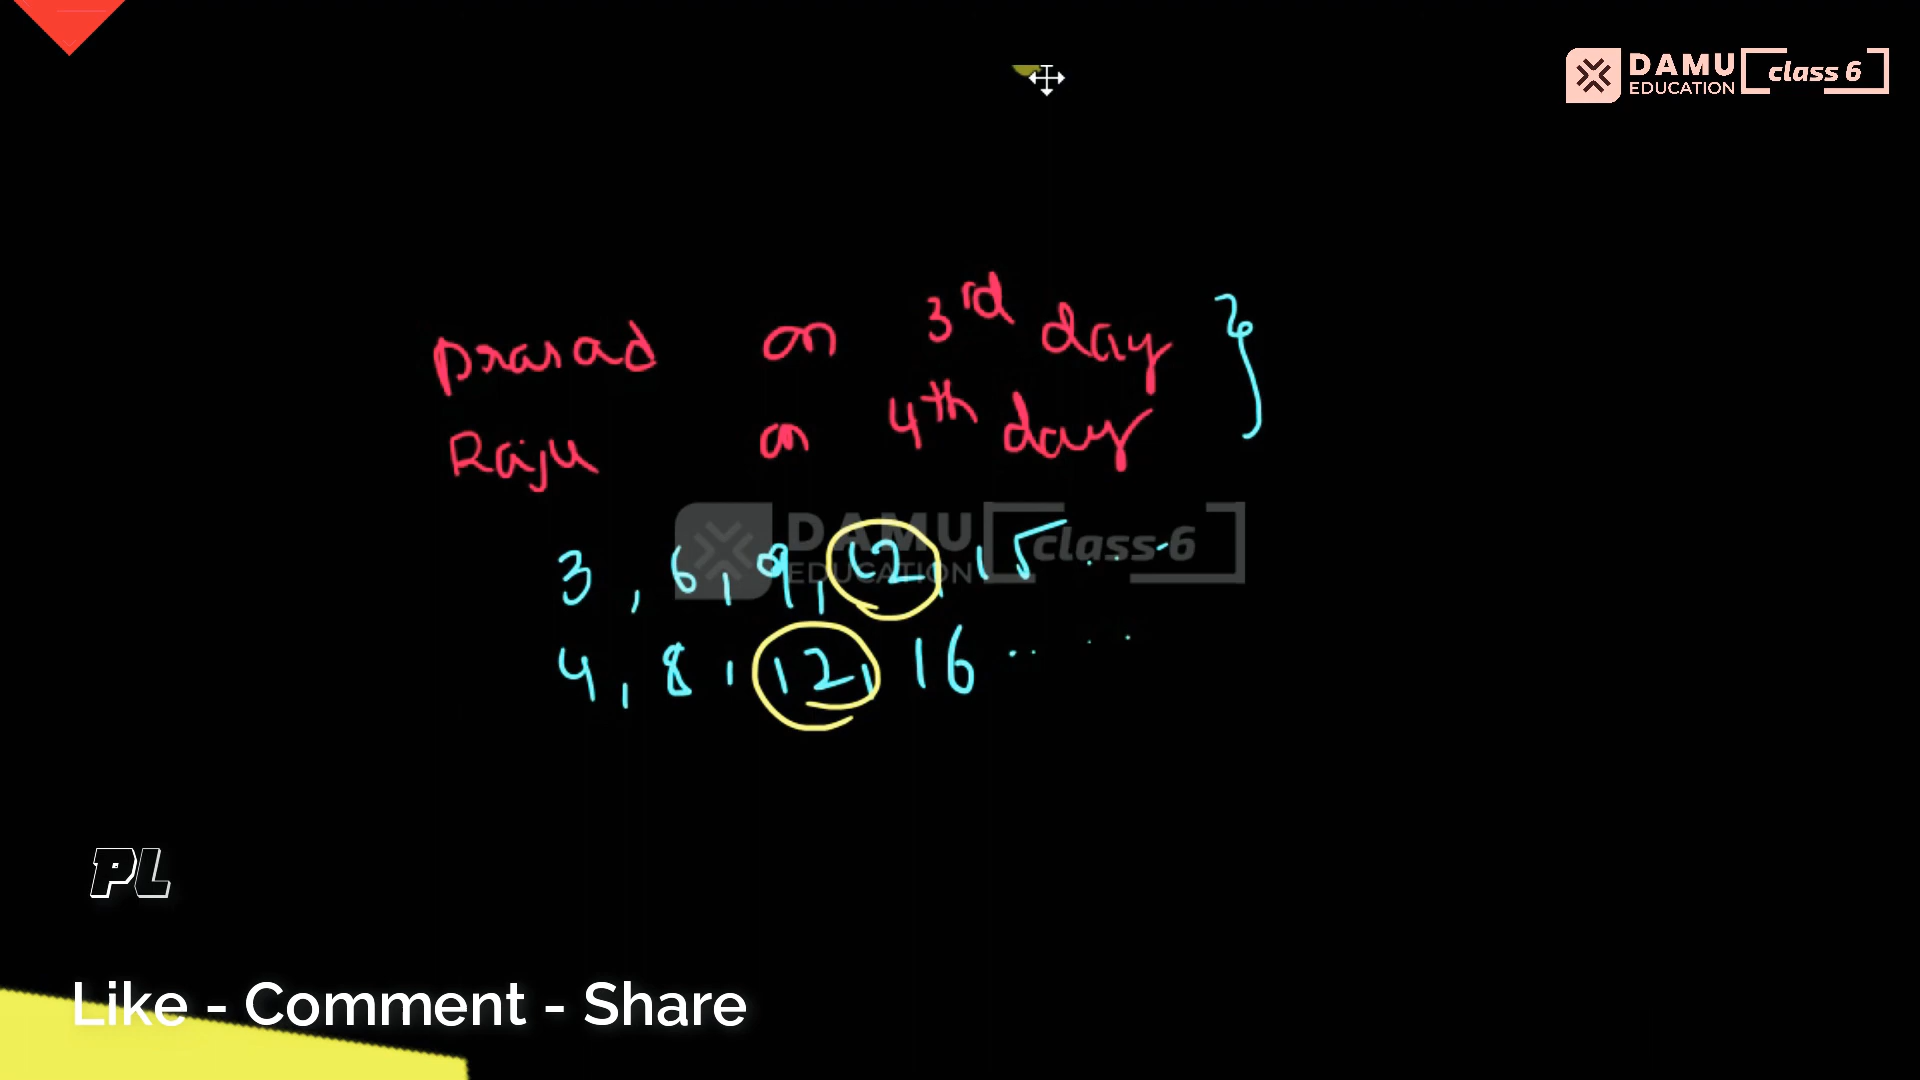 DAMU EDUCATION class 6
prasad on 3rd day
Raju on 4th day
DAMU EDUCATION class 6
3, 6, 9, 12, 15 ....
4, 8, 12, 16 ....
PL
Like - Comment - Share